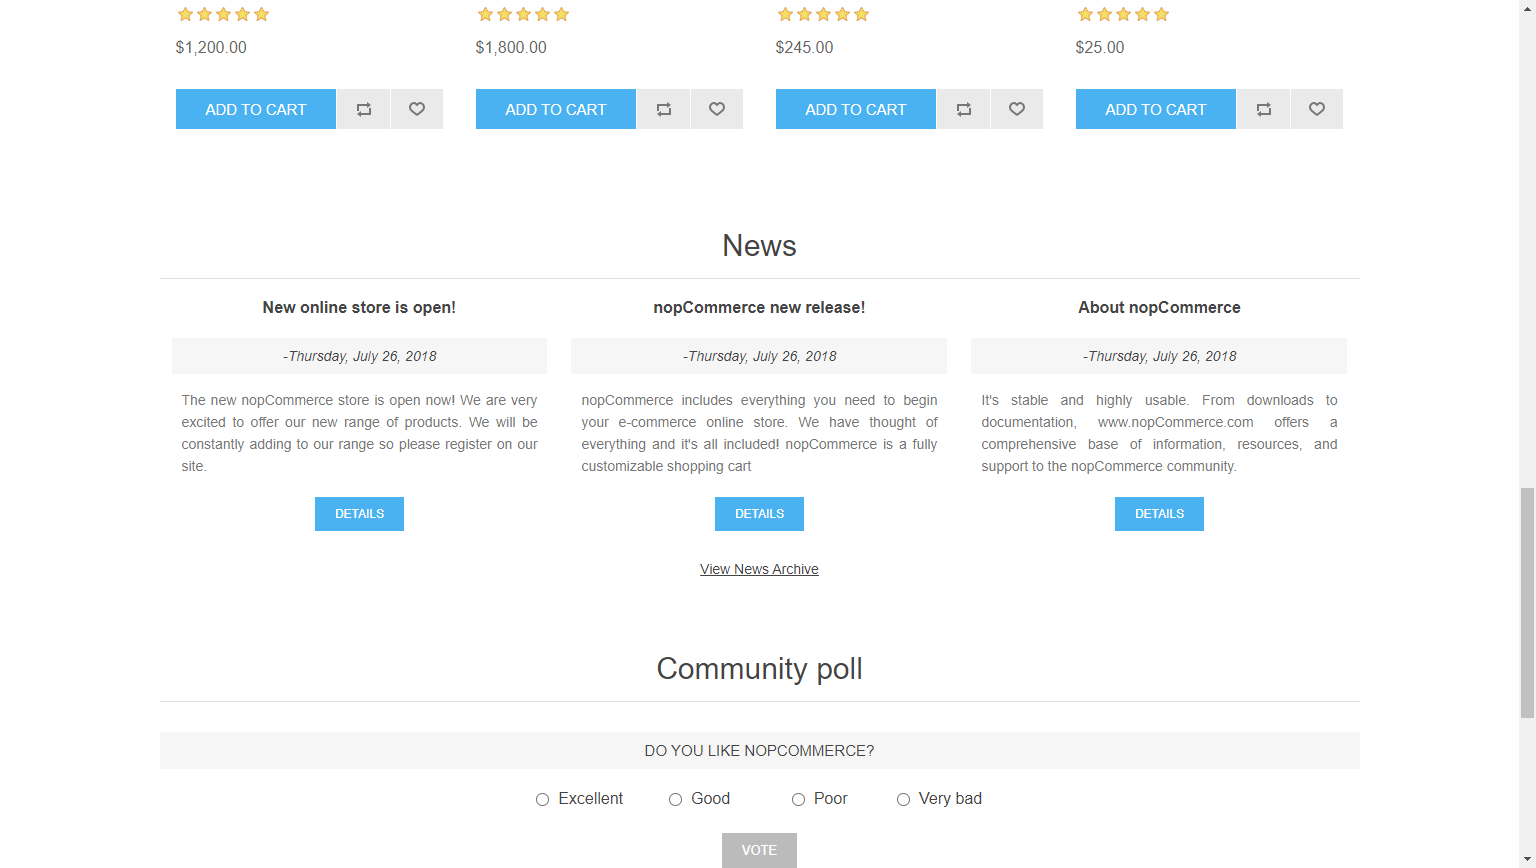 $1,200.00 $1,800.00 $245.00 $25.00
ADD TO CART ADD TO CART ADD TO CART ADD TO CART
News
New online store is open!
-Thursday, July 26, 2018
The new nopCommerce store is open now! We are very
excited to offer our new range of products. We will be
constantly adding to our range so please register on our
site.
DETAILS
nopCommerce new release!
-Thursday, July 26, 2018
nopCommerce includes everything you need to begin
your e-commerce online store. We have thought of
everything and it's all included! nopCommerce is a fully
customizable shopping cart
DETAILS
About nopCommerce
-Thursday, July 26, 2018
It's stable and highly usable. From downloads to
documentation, www.nopCommerce.com offers a
comprehensive base of information, resources, and
support to the nopCommerce community.
DETAILS
View News Archive
Community poll
DO YOU LIKE NOPCOMMERCE?
Excellent Good Poor Very bad
VOTE